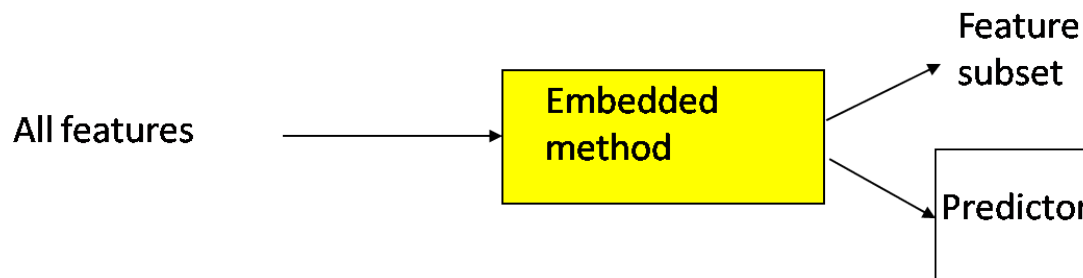 Feature
subset
All features
Embedded
method
Predictor